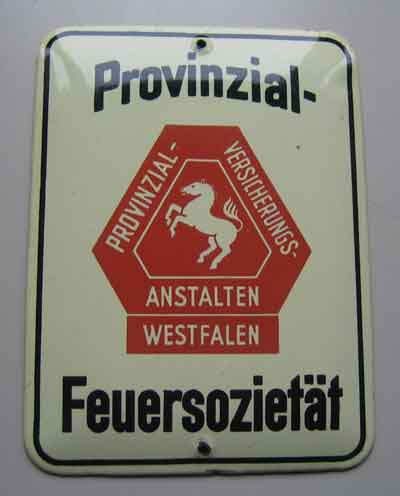 Provinzial-
PROVINZIAL-
VERSICHERUNGS-
ANSTALTEN
WESTFALEN
Feuersozietät